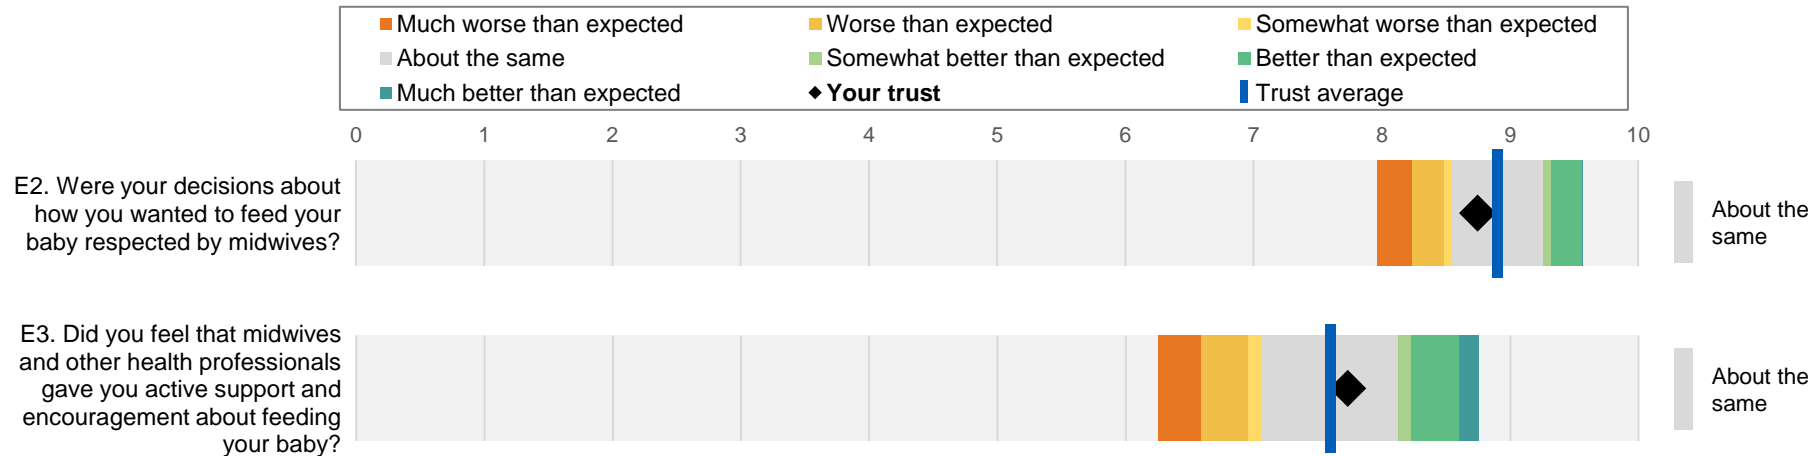 Much worse than expected
Worse than expected
Somewhat worse than expected
About the same
Somewhat better than expected
Better than expected
Much better than expected
Your trust
Trust average
0 1 2 3 4 5 6 7 8 9 10
E2. Were your decisions about
how you wanted to feed your
baby respected by midwives?
About the
same
E3. Did you feel that midwives
and other health professionals
gave you active support and
encouragement about feeding
your baby?
About the
same